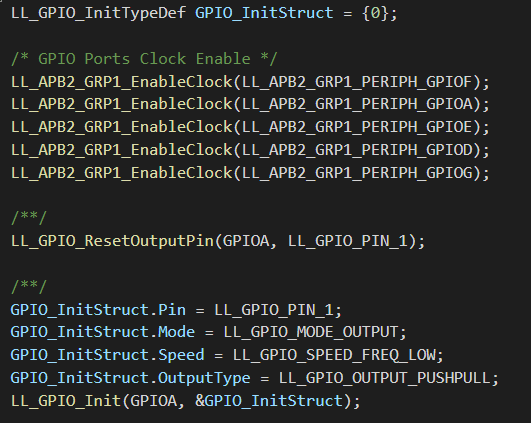 LL_GPIO_InitTypeDef GPIO_InitStruct = {0};
/* GPIO Ports Clock Enable */
LL_APB2_GRP1_EnableClock(LL_APB2_GRP1_PERIPH_GPIOF);
LL_APB2_GRP1_EnableClock(LL_APB2_GRP1_PERIPH_GPIOA);
LL_APB2_GRP1_EnableClock(LL_APB2_GRP1_PERIPH_GPIOE);
LL_APB2_GRP1_EnableClock(LL_APB2_GRP1_PERIPH_GPIOD);
LL_APB2_GRP1_EnableClock(LL_APB2_GRP1_PERIPH_GPIOG);
/**/
LL_GPIO_ResetOutputPin(GPIOA, LL_GPIO_PIN_1);
/**/
GPIO_InitStruct.Pin = LL_GPIO_PIN_1;
GPIO_InitStruct.Mode = LL_GPIO_MODE_OUTPUT;
GPIO_InitStruct.Speed = LL_GPIO_SPEED_FREQ_LOW;
GPIO_InitStruct.OutputType = LL_GPIO_OUTPUT_PUSHPULL;
LL_GPIO_Init(GPIOA, &GPIO_InitStruct);